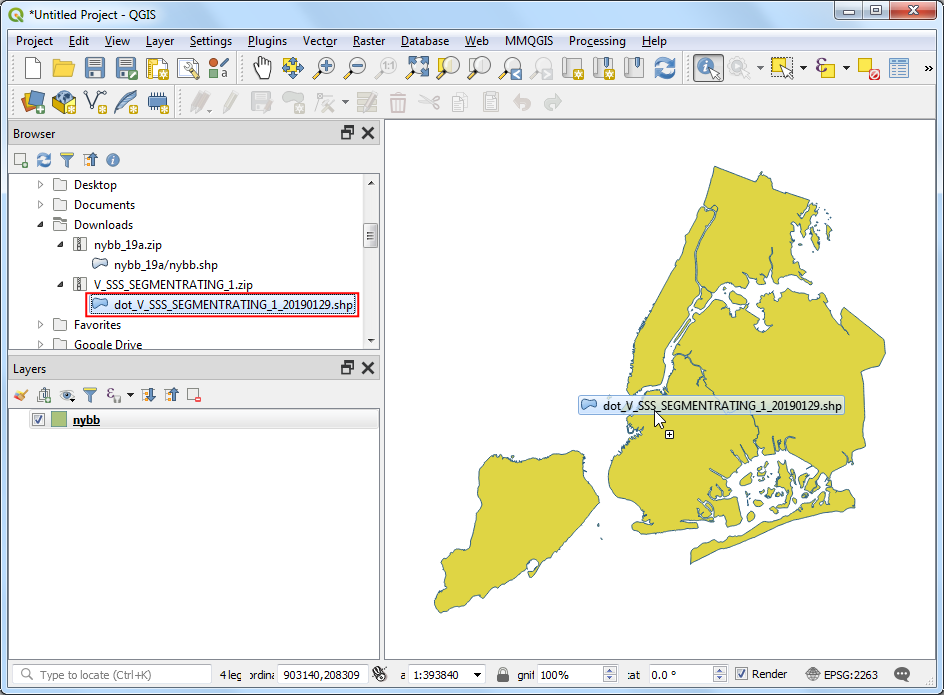 *Untitled Project - QGIS
Project Edit View Layer Settings Plugins Vector Raster Database Web MMQGIS Processing Help
Browser
Desktop
Documents
Downloads
nybb_19a.zip
nybb_19a/nybb.shp
V_SSS_SEGMENTRATING_1.zip
dot_V_SSS_SEGMENTRATING_1_20190129.shp
Favorites
Google Drive
Layers
nybb
dot_V_SSS_SEGMENTRATING_1_20190129.shp
Type to locate (Ctrl+K) 4 leg ordina 903140,208309 a 1:393840 gnif 100% :at 0.0 ° Render EPSG:2263